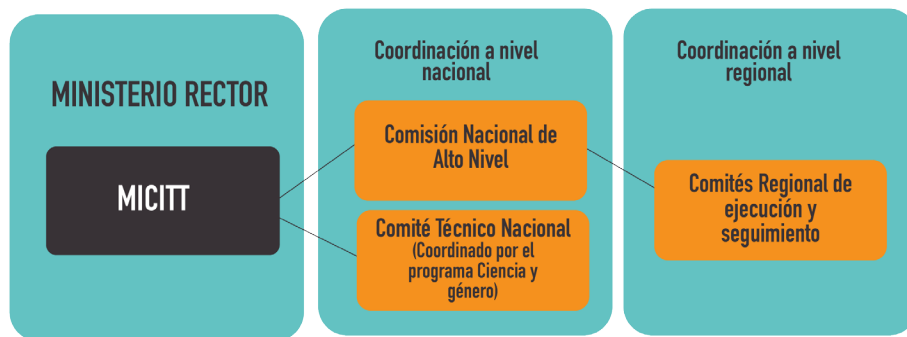 MINISTERIO RECTOR
MICITT
Coordinación a nivel
nacional
Comisión Nacional de
Alto Nivel
Comité Técnico Nacional
(Coordinado por el
programa Ciencia y
género)
Coordinación a nivel
regional
Comités Regional de
ejecución y
seguimiento